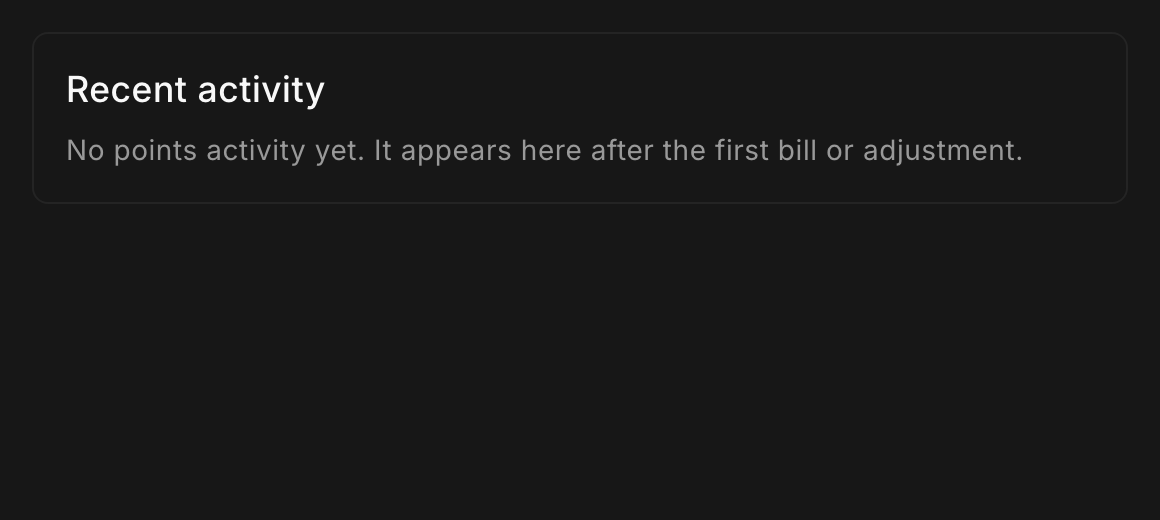 Recent activity
No points activity yet. It appears here after the first bill or adjustment.